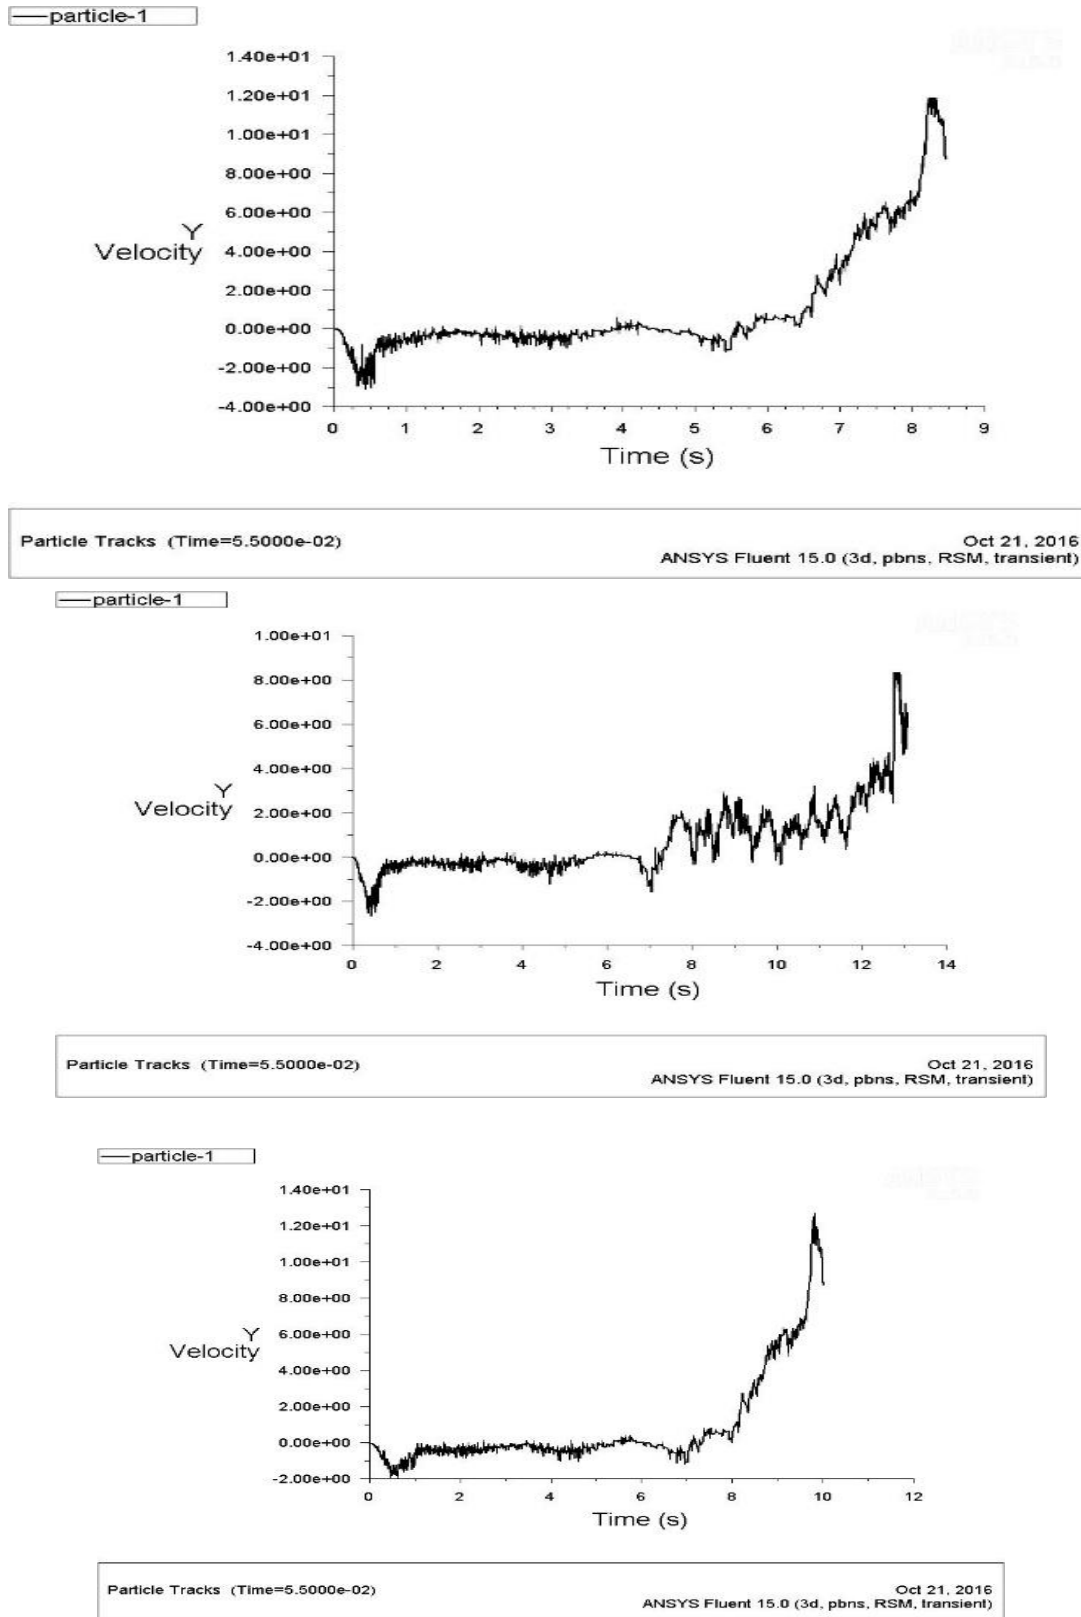 particle-1
1.40e+01
1.20e+01
1.00e+01
8.00e+00
6.00e+00
4.00e+00
2.00e+00
0.00e+00
-2.00e+00
-4.00e+00
Y
Velocity
0 1 2 3 4 5 6 7 8 9
Time (s)
Particle Tracks (Time=5.5000e-02)
Oct 21, 2016
ANSYS Fluent 15.0 (3d, pbns, RSM, transient)
particle-1
1.00e+01
8.00e+00
6.00e+00
4.00e+00
2.00e+00
0.00e+00
-2.00e+00
-4.00e+00
Y
Velocity
0 2 4 6 8 10 12 14
Time (s)
Particle Tracks (Time=5.5000e-02)
Oct 21, 2016
ANSYS Fluent 15.0 (3d, pbns, RSM, transient)
particle-1
1.40e+01
1.20e+01
1.00e+01
8.00e+00
6.00e+00
4.00e+00
2.00e+00
0.00e+00
-2.00e+00
Y
Velocity
0 2 4 6 8 10 12
Time (s)
Particle Tracks (Time=5.5000e-02)
Oct 21, 2016
ANSYS Fluent 15.0 (3d, pbns, RSM, transient)